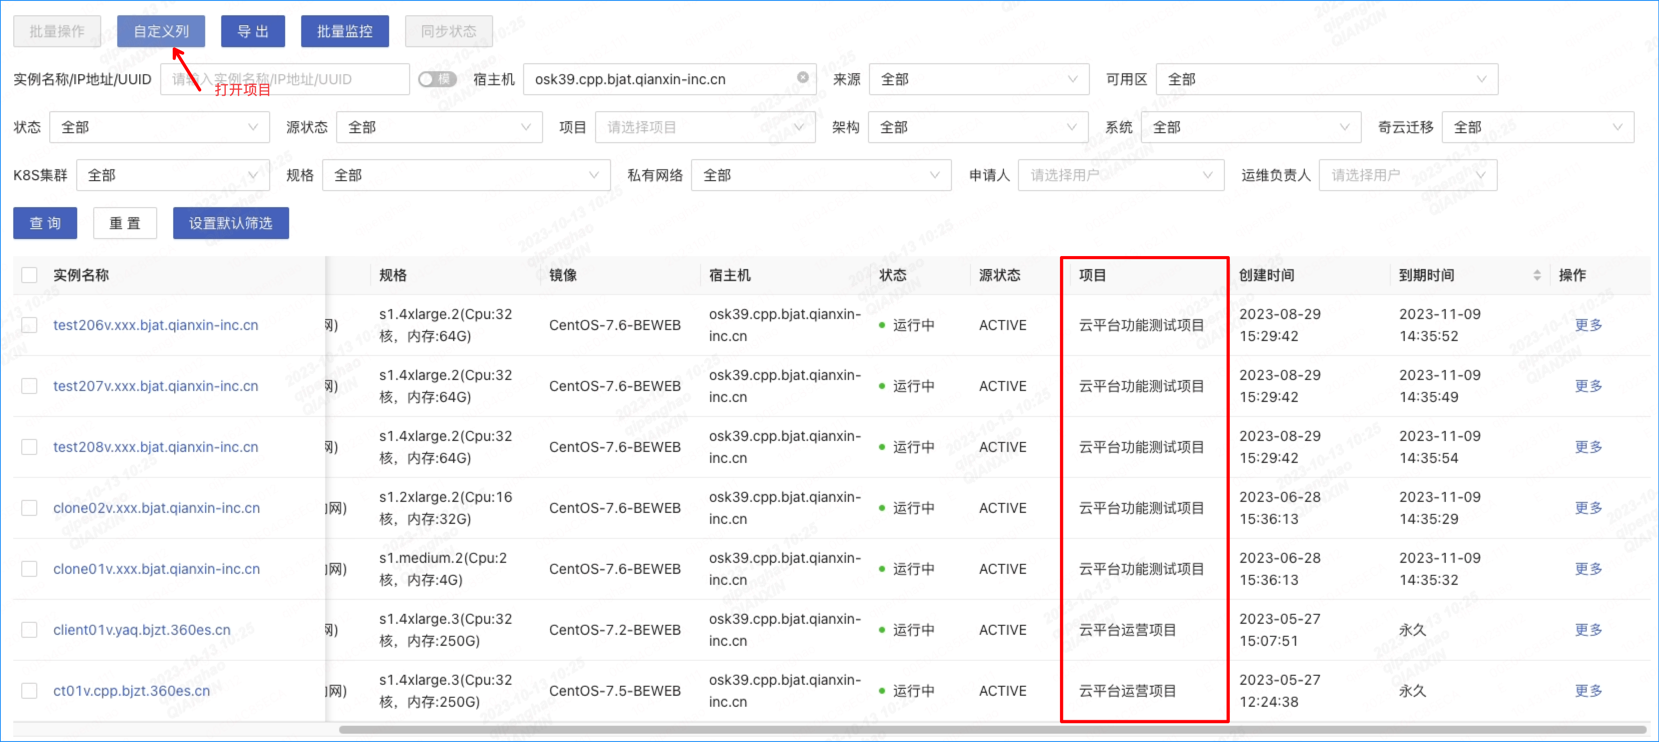 批量操作 自定义列 导 出 批量监控 同步状态
实例名称/IP地址/UUID 请输入实例名称/IP地址/UUID 模 宿主机 osk39.cpp.bjat.qianxin-inc.cn 来源 全部 可用区 全部
打开项目
状态 全部 源状态 全部 项目 请选择项目 架构 全部 系统 全部 奇云迁移 全部
K8S集群 全部 规格 全部 私有网络 全部 申请人 请选择用户 运维负责人 请选择用户
查 询 重 置 设置默认筛选
实例名称 规格 镜像 宿主机 状态 源状态 项目 创建时间 到期时间 操作
test206v.xxx.bjat.qianxin-inc.cn 网) s1.4xlarge.2(Cpu:32 CentOS-7.6-BEWEB osk39.cpp.bjat.qianxin- 运行中 ACTIVE 云平台功能测试项目 2023-08-29 2023-11-09 更多
核，内存:64G) inc.cn 15:29:42 14:35:52
test207v.xxx.bjat.qianxin-inc.cn 网) s1.4xlarge.2(Cpu:32 CentOS-7.6-BEWEB osk39.cpp.bjat.qianxin- 运行中 ACTIVE 云平台功能测试项目 2023-08-29 2023-11-09 更多
核，内存:64G) inc.cn 15:29:42 14:35:49
test208v.xxx.bjat.qianxin-inc.cn 网) s1.4xlarge.2(Cpu:32 CentOS-7.6-BEWEB osk39.cpp.bjat.qianxin- 运行中 ACTIVE 云平台功能测试项目 2023-08-29 2023-11-09 更多
核，内存:64G) inc.cn 15:29:42 14:35:54
clone02v.xxx.bjat.qianxin-inc.cn 网) s1.2xlarge.2(Cpu:16 CentOS-7.6-BEWEB osk39.cpp.bjat.qianxin- 运行中 ACTIVE 云平台功能测试项目 2023-06-28 2023-11-09 更多
核，内存:32G) inc.cn 15:36:13 14:35:29
clone01v.xxx.bjat.qianxin-inc.cn 网) s1.medium.2(Cpu:2 CentOS-7.6-BEWEB osk39.cpp.bjat.qianxin- 运行中 ACTIVE 云平台功能测试项目 2023-06-28 2023-11-09 更多
核，内存:4G) inc.cn 15:36:13 14:35:32
client01v.yaq.bjzt.360es.cn 网) s1.4xlarge.3(Cpu:32 CentOS-7.2-BEWEB osk39.cpp.bjat.qianxin- 运行中 ACTIVE 云平台运营项目 2023-05-27 永久 更多
核，内存:250G) inc.cn 15:07:51
ct01v.cpp.bjzt.360es.cn 网) s1.4xlarge.3(Cpu:32 CentOS-7.5-BEWEB osk39.cpp.bjat.qianxin- 运行中 ACTIVE 云平台运营项目 2023-05-27 永久 更多
核，内存:250G) inc.cn 12:24:38